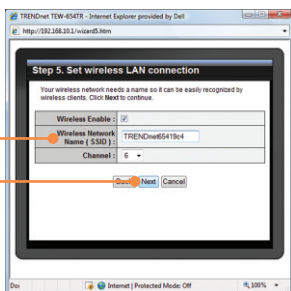 TRENDnet TEW-654TR - Internet Explorer provided by Dell
http://192.168.10.1/wizard5.htm
Step 5. Set wireless LAN connection
Your wireless network needs a name so it can be easily recognized by
wireless clients. Click Next to continue.
Wireless Enable :
Wireless Network
Name ( SSID ) :
TRENDnet65419c4
Channel : 6
Back Next Cancel
Internet | Protected Mode: Off
100%